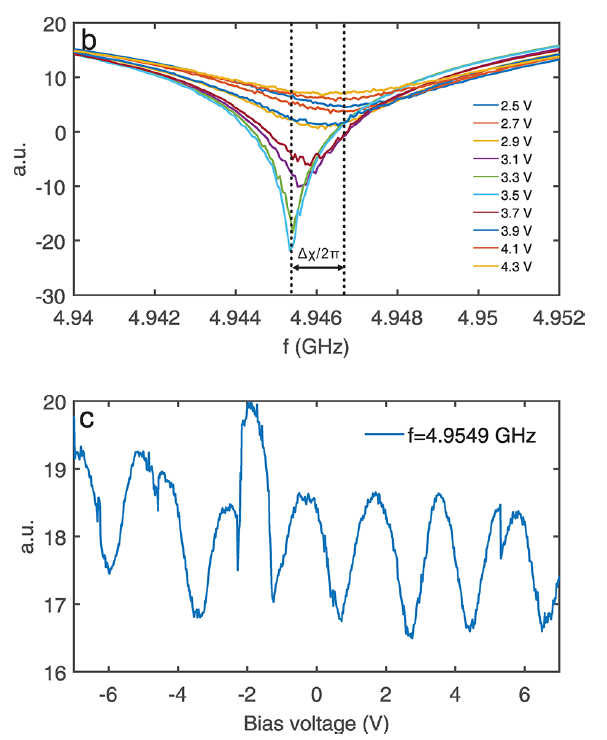 b
20
10
0
-10
-20
-30
a.u.
2.5 V
2.7 V
2.9 V
3.1 V
3.3 V
3.5 V
3.7 V
3.9 V
4.1 V
4.3 V
Δχ/2π
4.94 4.942 4.944 4.946 4.948 4.95 4.952
f (GHz)
c
20
19
18
17
16
a.u.
f=4.9549 GHz
-6 -4 -2 0 2 4 6
Bias voltage (V)